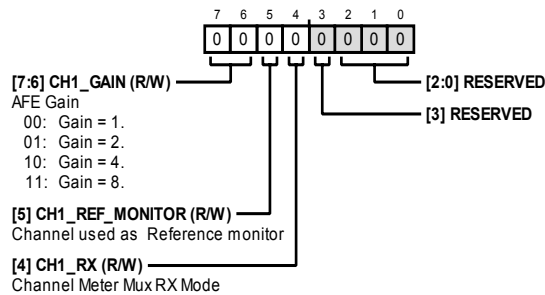 7 6 5 4 3 2 1 0
0 0 0 0 0 0 0 0
[7:6] CH1_GAIN (R/W)
AFE Gain
00: Gain = 1.
01: Gain = 2.
10: Gain = 4.
11: Gain = 8.
[5] CH1_REF_MONITOR (R/W)
Channel used as Reference monitor
[4] CH1_RX (R/W)
Channel Meter Mux RX Mode
[2:0] RESERVED
[3] RESERVED